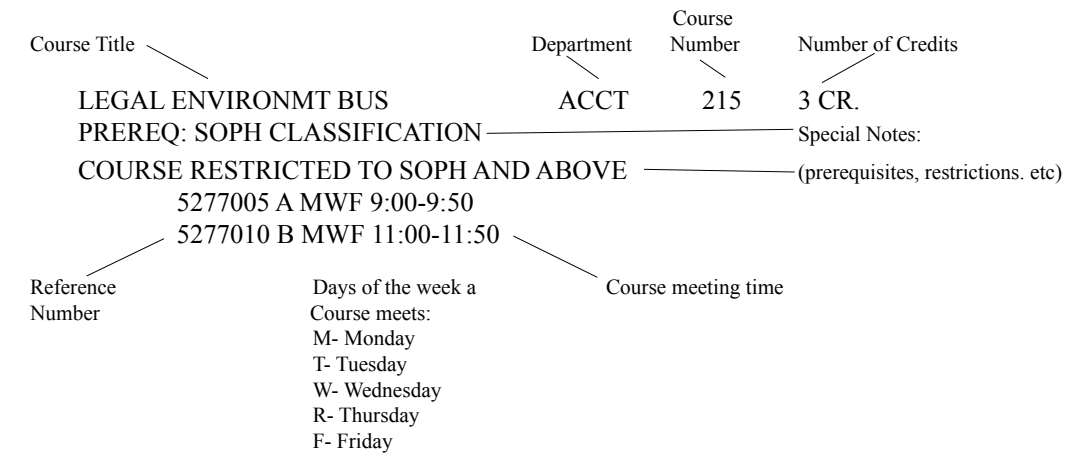 Course
Course Title Department Number Number of Credits
LEGAL ENVIRONMT BUS ACCT 215 3 CR.
PREREQ: SOPH CLASSIFICATION Special Notes:
COURSE RESTRICTED TO SOPH AND ABOVE (prerequisites, restrictions. etc)
5277005 A MWF 9:00-9:50
5277010 B MWF 11:00-11:50
Reference Days of the week a Course meeting time
Number Course meets:
M- Monday
T- Tuesday
W- Wednesday
R- Thursday
F- Friday